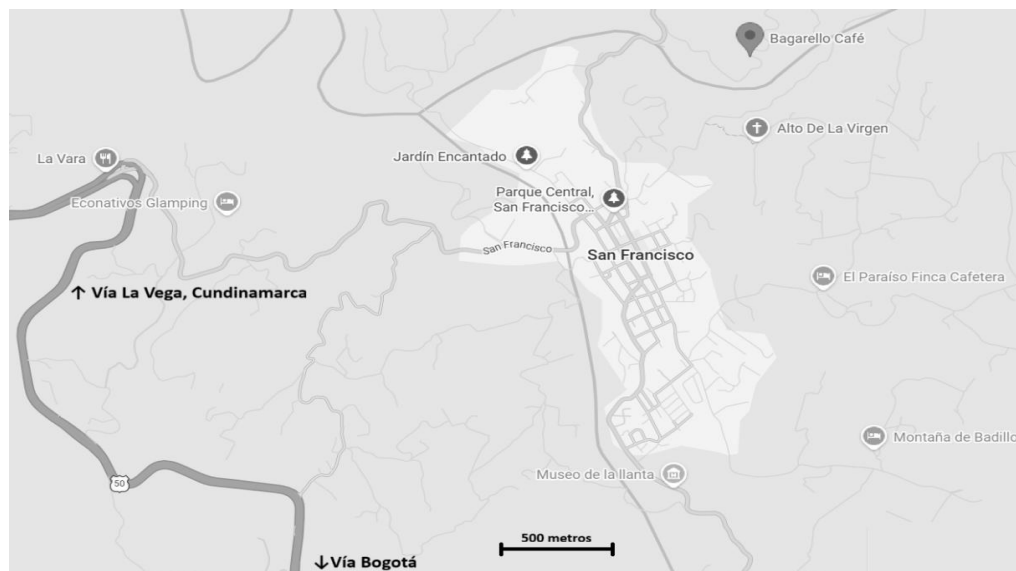 Bagarello Café
Alto De La Virgen
La Vara
Jardín Encantado
Parque Central,
San Francisco...
Econativos Glamping
San Francisco
San Francisco
El Paraíso Finca Cafetera
↑ Vía La Vega, Cundinamarca
Montaña de Badillo
Museo de la llanta
50
500 metros
↓Vía Bogotá